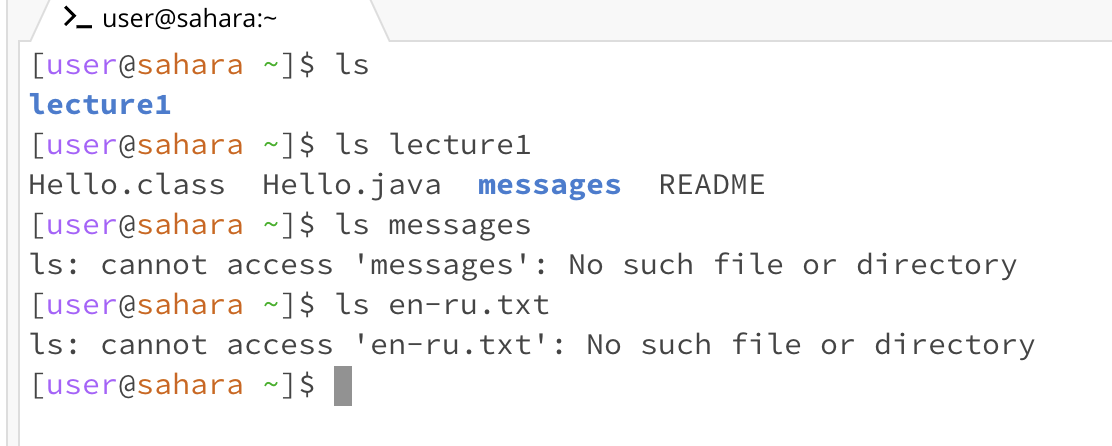 >_ user@sahara:~
[user@sahara ~]$ ls
lecture1
[user@sahara ~]$ ls lecture1
Hello.class  Hello.java  messages  README
[user@sahara ~]$ ls messages
ls: cannot access 'messages': No such file or directory
[user@sahara ~]$ ls en-ru.txt
ls: cannot access 'en-ru.txt': No such file or directory
[user@sahara ~]$